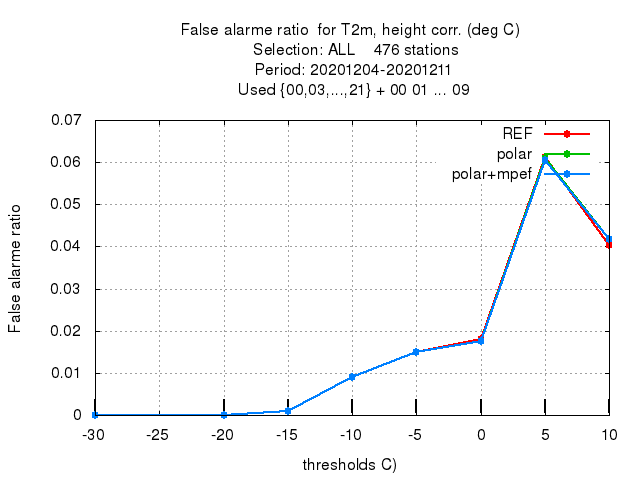 False alarme ratio  for T2m, height corr. (deg C)
Selection: ALL    476 stations
Period: 20201204-20201211
Used {00,03,...,21} + 00 01 ... 09
0.07
0.06
0.05
0.04
0.03
0.02
0.01
0
False alarme ratio
REF
polar
polar+mpef
-30 -25 -20 -15 -10 -5 0 5 10
thresholds C)